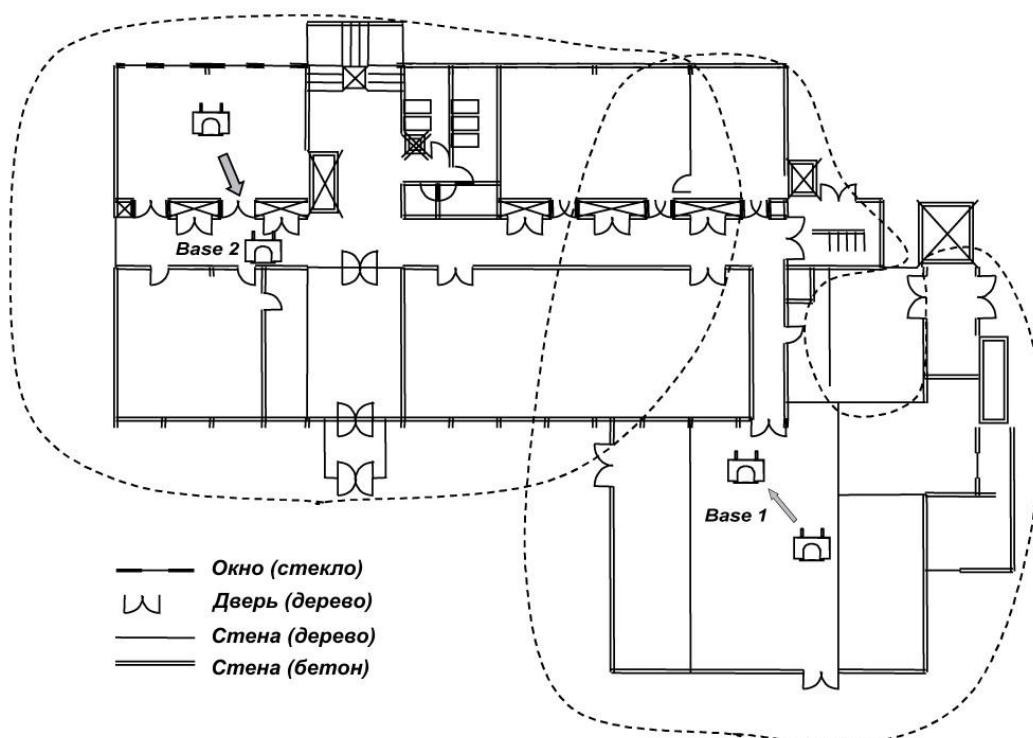 Base 2
Base 1
Окно (стекло)
Дверь (дерево)
Стена (дерево)
Стена (бетон)